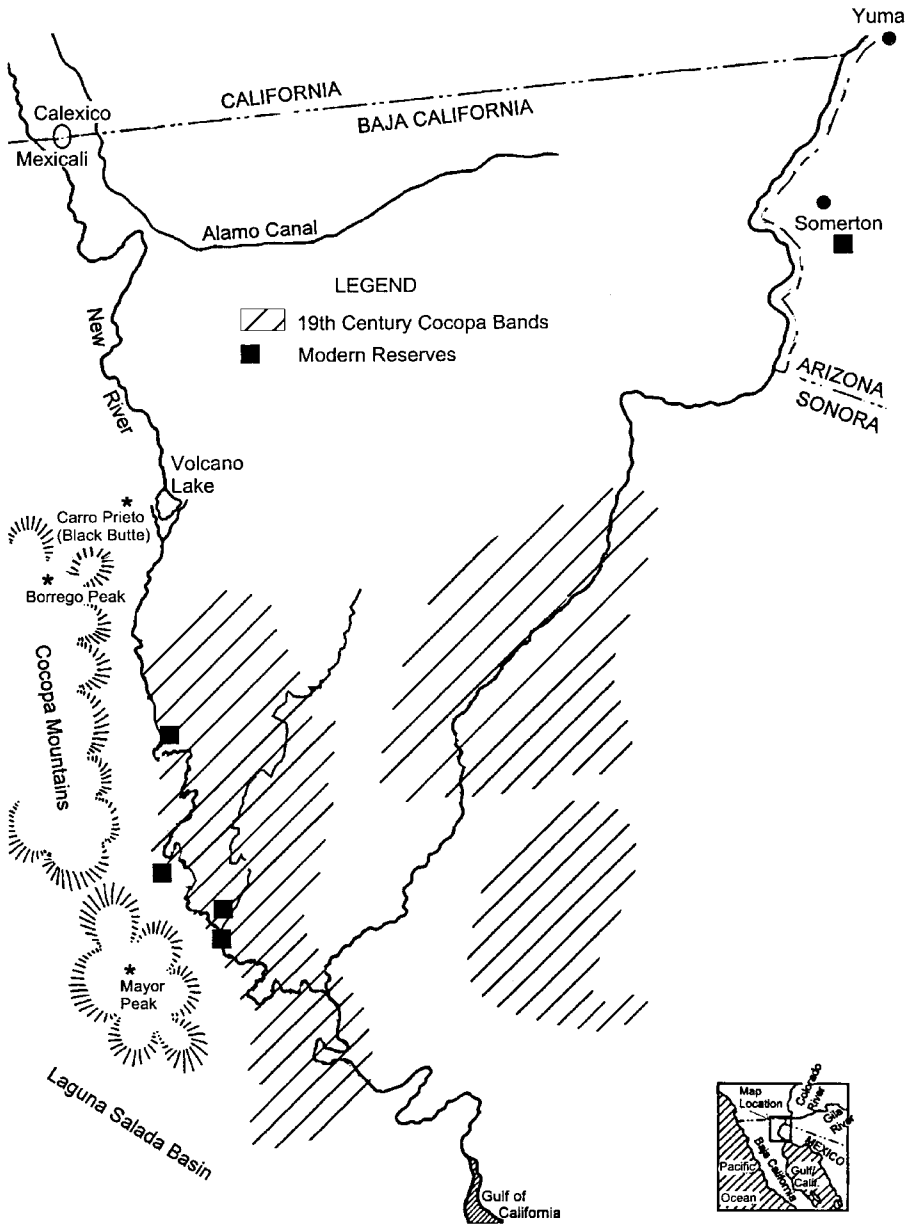 Yuma
CALIFORNIA
BAJA CALIFORNIA
Calexico
Mexicali
Alamo Canal
Somerton
LEGEND
19th Century Cocopa Bands
Modern Reserves
New
River
ARIZONA
SONORA
Volcano
Lake
Carro Prieto
(Black Butte)
Borrego Peak
Cocopa Mountains
Mayor
Peak
Laguna Salada Basin
Gulf of
California
Map
Location
Colorado
River
Gila
River
MEXICO
Baja California
Pacific
Ocean
Gulf/
Calif.